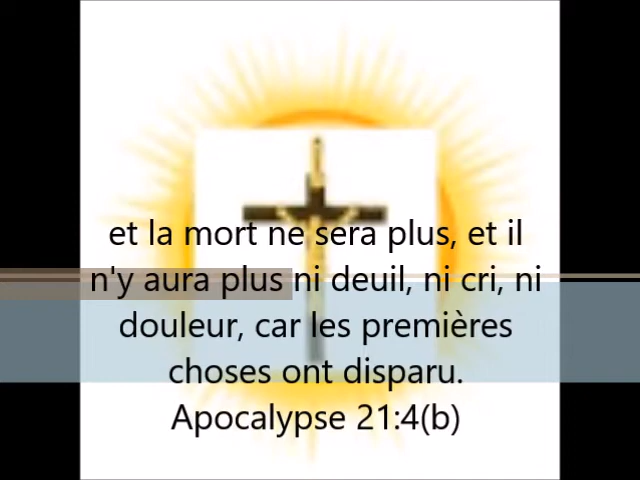 et la mort ne sera plus, et il
n'y aura plus ni deuil, ni cri, ni
douleur, car les premières
choses ont disparu.
Apocalypse 21:4(b)